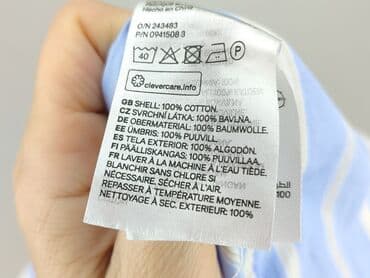 O/N 243483
P/N 0941508 3
40
P
clevercare.info
GB SHELL: 100% COTTON.
CZ SVRCHNÍ LÁTKA: 100% BAVLNA.
DE OBERMATERIAL: 100% BAUMWOLLE.
EE ÜMBRIS: 100% PUUVILL.
ES TELA EXTERIOR: 100% ALGODÓN.
FI PÄÄLLISKANGAS: 100% PUUVILLAA.
FR LAVER À LA MACHINE À L'EAU TIÈDE.
BLANCHIR SANS CHLORE SI
NÉCESSAIRE. SÉCHER À L'AIR.
REPASSER À TEMPÉRATURE MOYENNE.
NETTOYAGE À SEC. EXTERIEUR: 100%